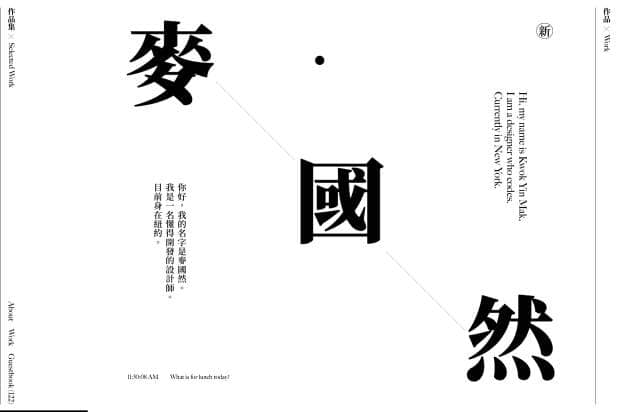 作品集 × Selected Work
About Work Guestbook (122)
麥
國
然
你好，我的名字是麥國然。
我是一名懂得開發的設計師。
目前身在紐約。
11:30:08 AM What is for lunch today?
新
Hi, my name is Kwok Yin Mak.
I am a designer who codes.
Currently in New York.
作品 × Work